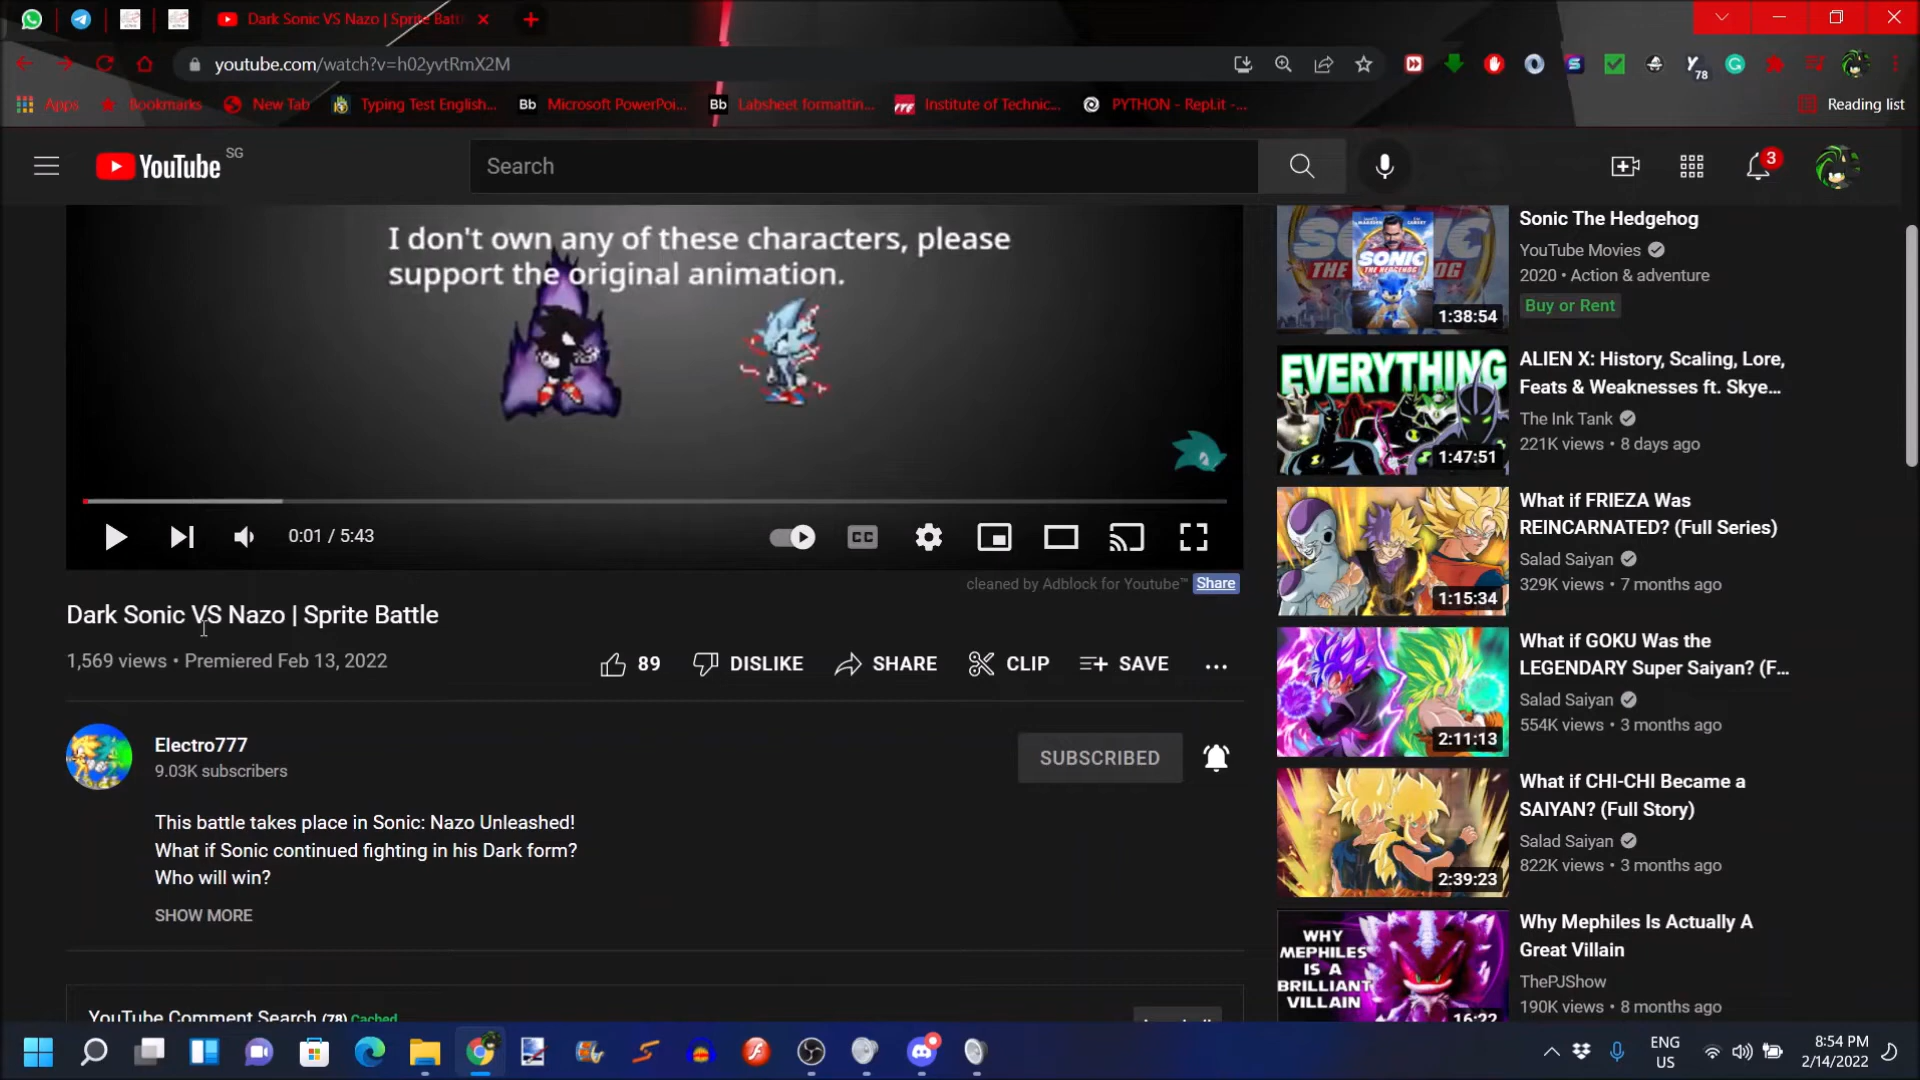 Dark Sonic VS Nazo | Sprite Batt
youtube.com/watch?v=h02yvtRmX2M
78
Apps
Bookmarks
New Tab
Typing Test English...
Bb Microsoft PowerPoi...
Bb Labsheet formattin...
Institute of Technic...
PYTHON - Repl.it -...
Reading list
YouTube SG
Search
3
I don't own any of these characters, please
support the original animation.
0:01 / 5:43
CC
cleaned by Adblock for Youtube™ Share
Dark Sonic VS Nazo | Sprite Battle
1,569 views • Premiered Feb 13, 2022
89
DISLIKE
SHARE
CLIP
SAVE
Electro777
9.03K subscribers
SUBSCRIBED
This battle takes place in Sonic: Nazo Unleashed!
What if Sonic continued fighting in his Dark form?
Who will win?
SHOW MORE
YouTube Comment Search (78) Cached
SONIC
THE HEDGEHOG
1:38:54
Sonic The Hedgehog
YouTube Movies
2020 • Action & adventure
Buy or Rent
EVERYTHING
1:47:51
ALIEN X: History, Scaling, Lore,
Feats & Weaknesses ft. Skye...
The Ink Tank
221K views • 8 days ago
1:15:34
What if FRIEZA Was
REINCARNATED? (Full Series)
Salad Saiyan
329K views • 7 months ago
2:11:13
What if GOKU Was the
LEGENDARY Super Saiyan? (F...
Salad Saiyan
554K views • 3 months ago
2:39:23
What if CHI-CHI Became a
SAIYAN? (Full Story)
Salad Saiyan
822K views • 3 months ago
WHY
MEPHILES
IS A
BRILLIANT
VILLAIN
16:22
Why Mephiles Is Actually A
Great Villain
ThePJShow
190K views • 8 months ago
ENG
US
8:54 PM
2/14/2022